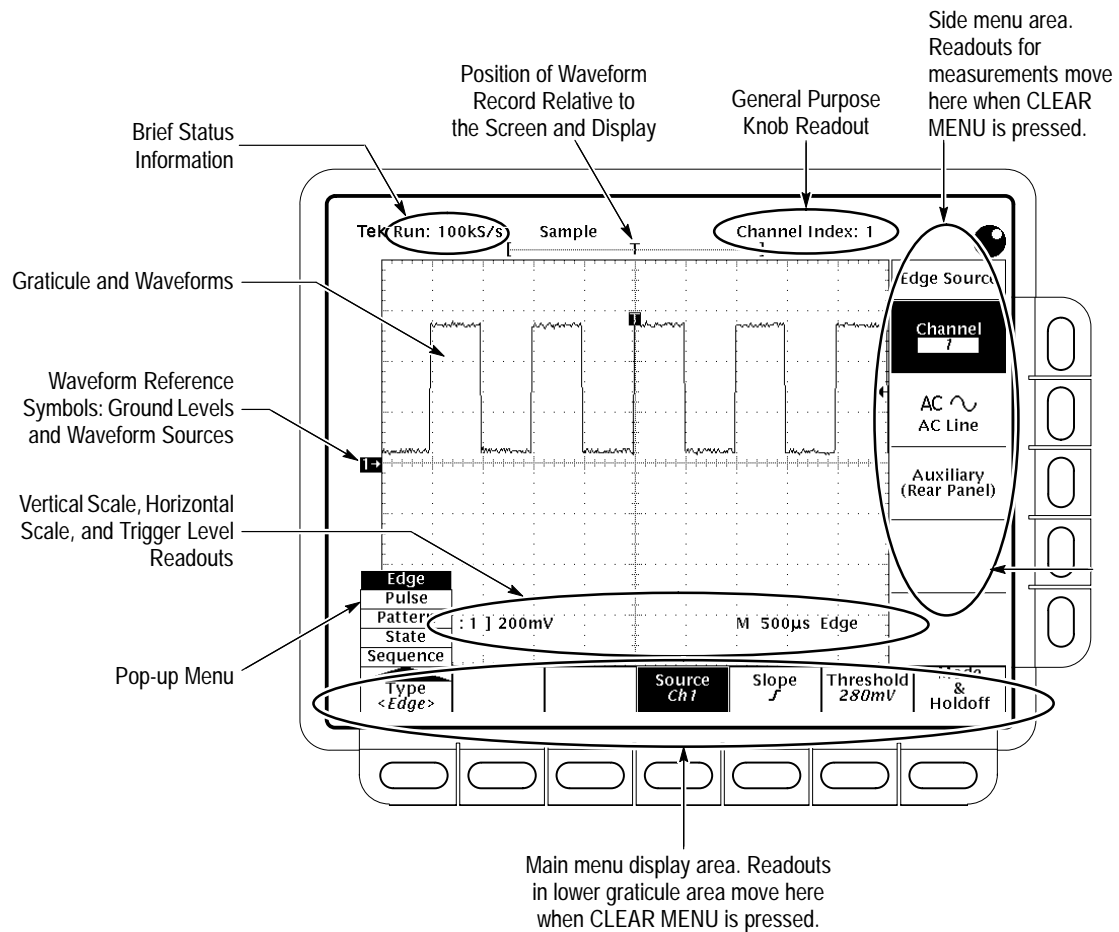 Side menu area.
Readouts for
measurements move
here when CLEAR
MENU is pressed.
Position of Waveform
Record Relative to
the Screen and Display
General Purpose
Knob Readout
Brief Status
Information
Tek Run: 100kS/s
Sample
Channel Index: 1
[ T ]
Graticule and Waveforms
Edge Source
Channel
1
AC
AC Line
Auxiliary
(Rear Panel)
Waveform Reference
Symbols: Ground Levels
and Waveform Sources
1→
Vertical Scale, Horizontal
Scale, and Trigger Level
Readouts
Edge
Pulse
Pattern
State
Sequence
: 1 ] 200mV
M 500µs Edge
Pop-up Menu
Type
<Edge>
Source
Ch1
Slope
Threshold
280mV
Mode
&
Holdoff
Main menu display area. Readouts
in lower graticule area move here
when CLEAR MENU is pressed.